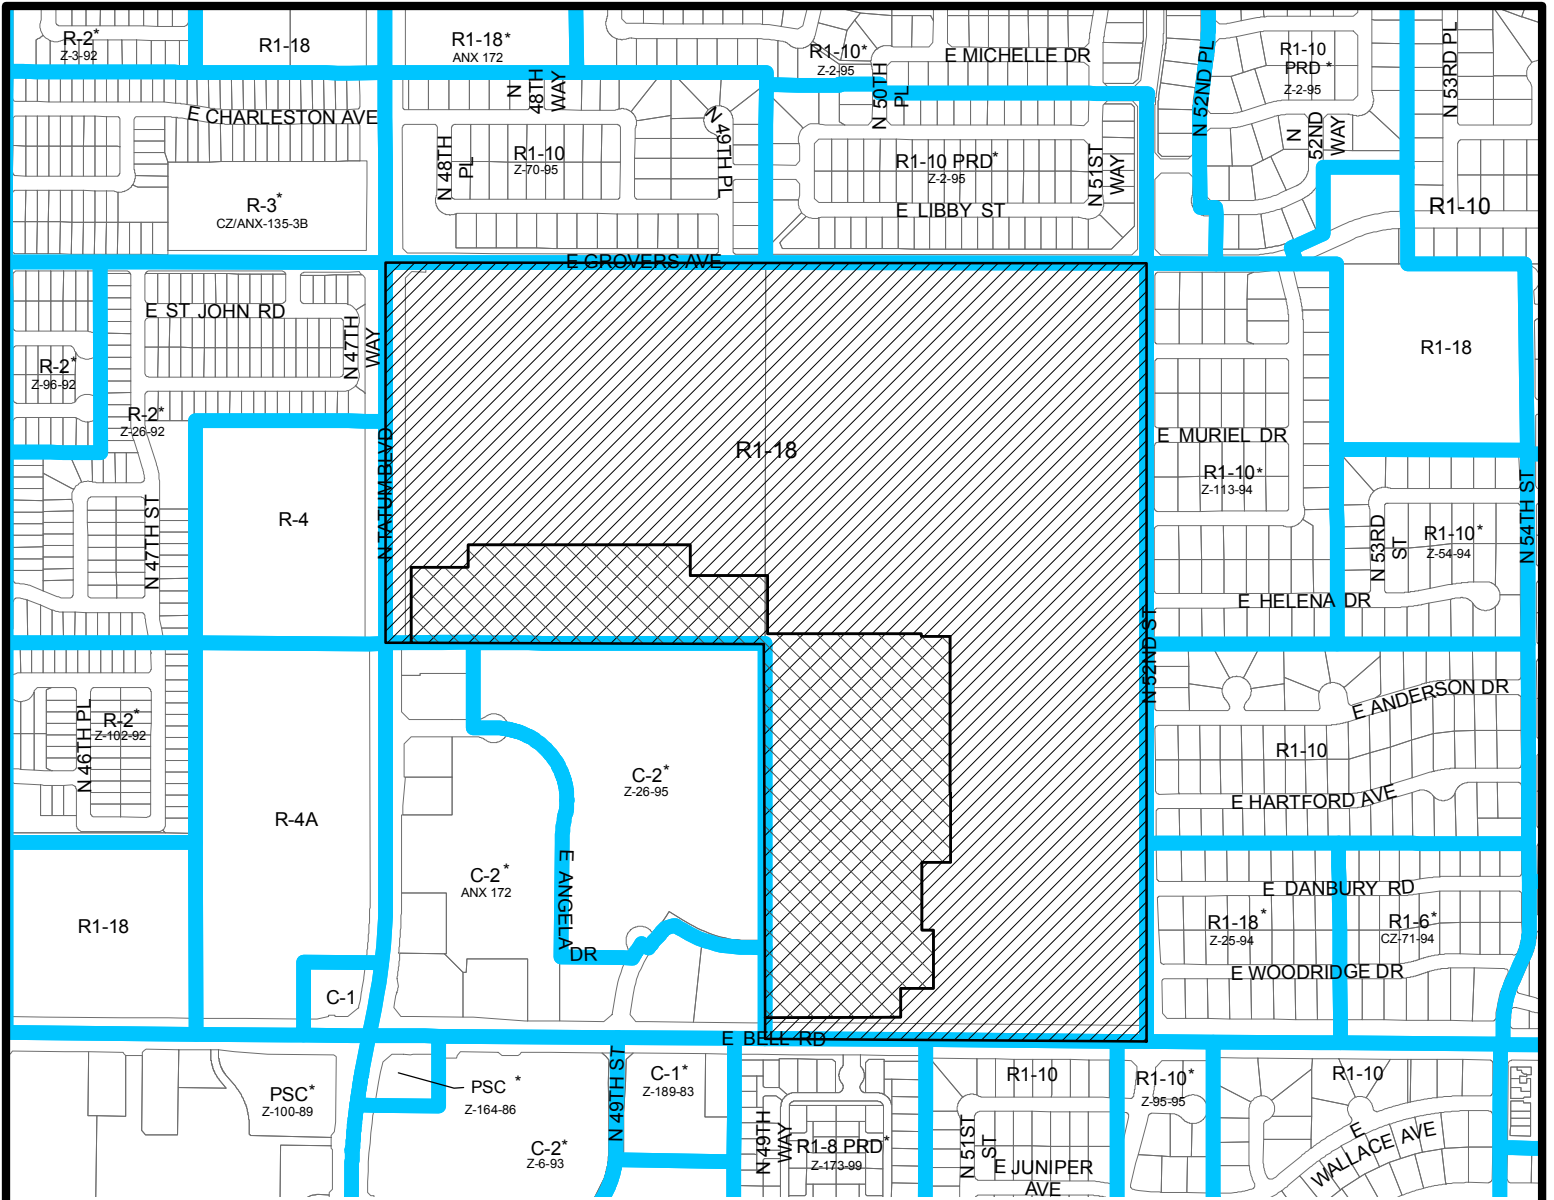 R-2*
Z-3-92
R1-18
R1-18*
ANX 172
R1-10*
Z-2-95
E MICHELLE DR
N 52ND PL
R1-10
PRD *
Z-2-95
N 53RD PL
E CHARLESTON AVE
N
48TH
WAY
N 49TH PL
N 50TH
PL
N
52ND
WAY
N 48TH
PL
R1-10
Z-70-95
R1-10 PRD*
Z-2-95
N 51ST
WAY
R-3*
CZ/ANX-135-3B
E LIBBY ST
R1-10
E GROVERS AVE
E ST JOHN RD
N 47TH
WAY
R-2*
Z-96-92
R1-18
R-2*
Z-26-92
N TATUM BLVD
R1-18
E MURIEL DR
R1-10*
Z-113-94
N 47TH ST
R-4
N 53RD
ST
R1-10*
Z-54-94
N 54TH ST
E HELENA DR
N 52ND ST
N 46TH PL
R-2*
Z-102-92
E ANDERSON DR
R1-10
C-2*
Z-26-95
E HARTFORD AVE
R-4A
C-2*
ANX 172
E ANGELA
DR
E DANBURY RD
R1-18
R1-18*
Z-25-94
R1-6*
CZ-71-94
E WOODRIDGE DR
C-1
E BELL RD
PSC*
Z-100-89
PSC *
Z-164-86
N 49TH ST
C-1*
Z-189-83
R1-10
R1-10*
Z-95-95
R1-10
C-2*
Z-6-93
N 49TH
WAY
R1-8 PRD*
Z-173-99
N 51ST
ST
E JUNIPER
AVE
E
WALLACE AVE